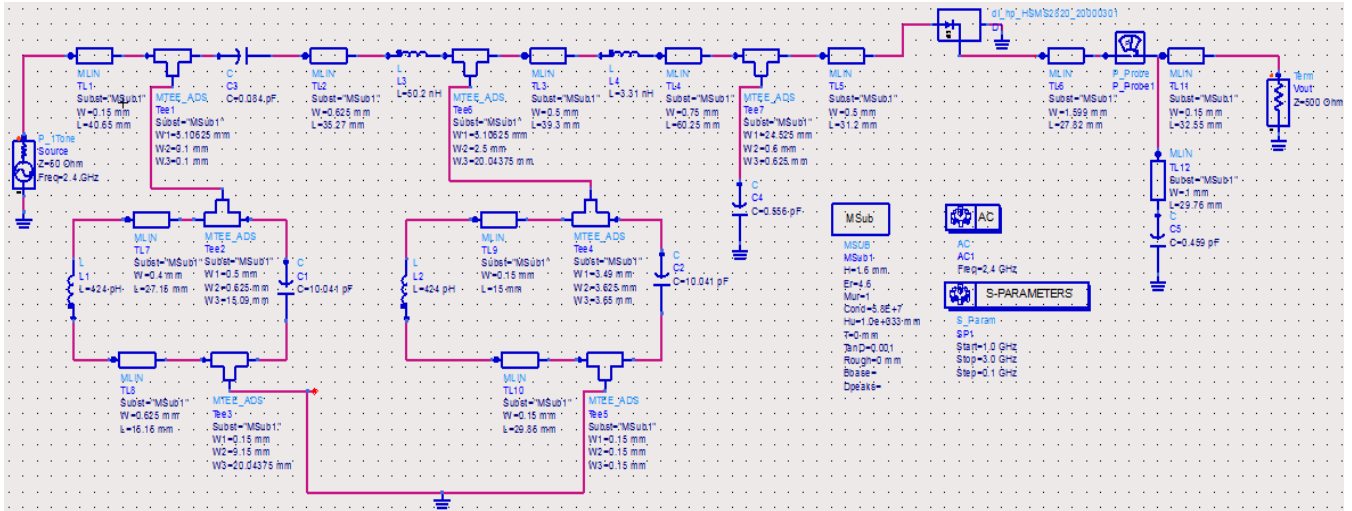 di_hp_HSMS2820_20000301
D1
MLIN
TL1
Subst="MSub1"
W=0.15 mm
L=40.65 mm
MTEE_ADS
Tee1
Subst="MSub1"
W1=5.10625 mm
W2=0.1 mm
W3=0.1 mm
C
C3
C=0.084 pF
MLIN
TL2
Subst="MSub1"
W=0.625 mm
L=35.27 mm
L
L3
L=50.2 nH
MTEE_ADS
Tee6
Subst="MSub1"
W1=5.10625 mm
W2=2.5 mm
W3=20.04375 mm
MLIN
TL3
Subst="MSub1"
W=0.5 mm
L=39.3 mm
L
L4
L=3.31 nH
MLIN
TL4
Subst="MSub1"
W=0.75 mm
L=60.25 mm
MTEE_ADS
Tee7
Subst="MSub1"
W1=24.525 mm
W2=0.6 mm
W3=0.625 mm
MLIN
TL5
Subst="MSub1"
W=0.5 mm
L=31.2 mm
MLIN
TL6
Subst="MSub1"
W=1.599 mm
L=27.82 mm
P_Probe
P_Probe1
MLIN
TL11
Subst="MSub1"
W=0.15 mm
L=32.55 mm
Term
Vout
Z=500 Ohm
P_1Tone
Source
Z=50 Ohm
Freq=2.4 GHz
MLIN
TL12
Subst="MSub1"
W=.1 mm
L=29.76 mm
C
C5
C=0.459 pF
C
C4
C=0.556 pF
L
L1
L=424 pH
MLIN
TL7
Subst="MSub1"
W=0.4 mm
L=27.16 mm
MTEE_ADS
Tee2
Subst="MSub1"
W1=0.5 mm
W2=0.625 mm
W3=15.09 mm
C
C1
C=10.041 pF
L
L2
L=424 pH
MLIN
TL9
Subst="MSub1"
W=0.15 mm
L=15 mm
MTEE_ADS
Tee4
Subst="MSub1"
W1=3.49 mm
W2=3.625 mm
W3=3.65 mm
C
C2
C=10.041 pF
MSub
MSUB
MSub1
H=1.6 mm
Er=4.6
Mur=1
Cond=5.8E+7
Hu=1.0e+033 mm
T=0 mm
TanD=0.001
Rough=0 mm
Bbase=
Dpeaks=
AC
AC
AC1
Freq=2.4 GHz
S-PARAMETERS
S_Param
SP1
Start=1.0 GHz
Stop=3.0 GHz
Step=0.1 GHz
MLIN
TL8
Subst="MSub1"
W=0.625 mm
L=16.16 mm
MTEE_ADS
Tee3
Subst="MSub1"
W1=0.15 mm
W2=9.15 mm
W3=20.04375 mm
MLIN
TL10
Subst="MSub1"
W=0.15 mm
L=29.86 mm
MTEE_ADS
Tee5
Subst="MSub1"
W1=0.15 mm
W2=0.15 mm
W3=0.15 mm